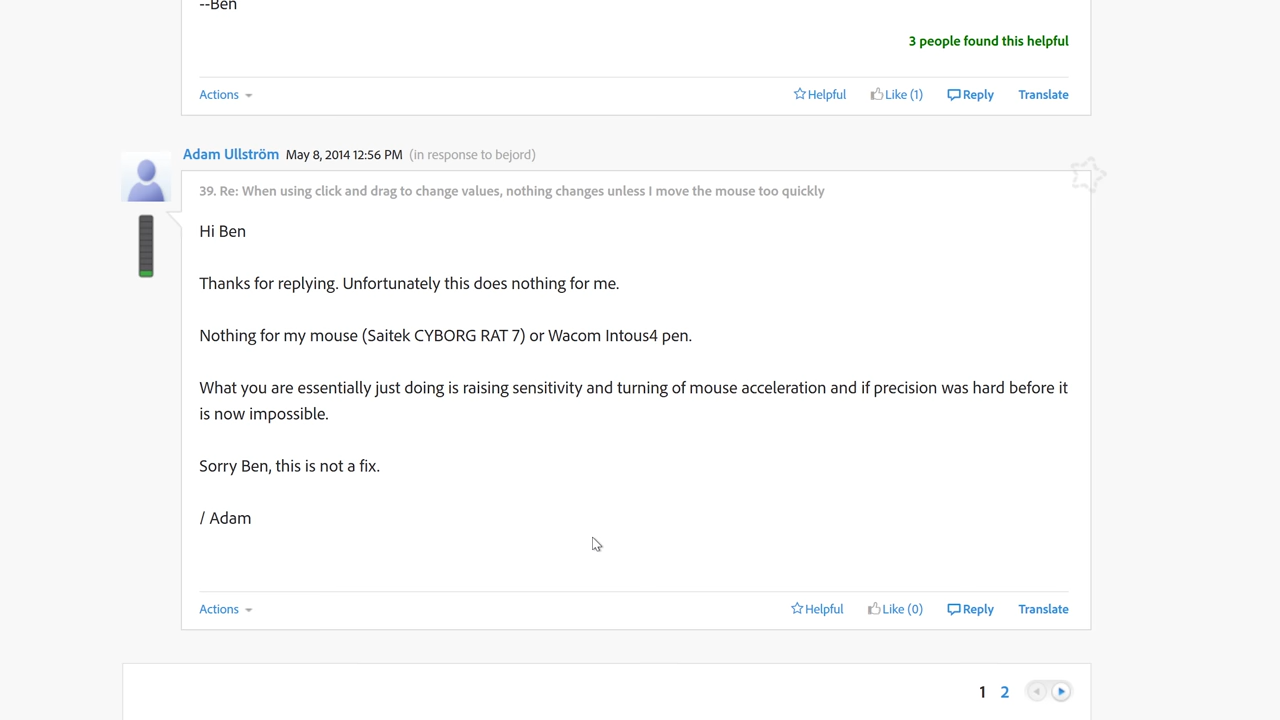 --Ben
3 people found this helpful
Actions Helpful Like (1) Reply Translate
Adam Ullström May 8, 2014 12:56 PM (in response to bejord)
39. Re: When using click and drag to change values, nothing changes unless I move the mouse too quickly
Hi Ben
Thanks for replying. Unfortunately this does nothing for me.
Nothing for my mouse (Saitek CYBORG RAT 7) or Wacom Intous4 pen.
What you are essentially just doing is raising sensitivity and turning of mouse acceleration and if precision was hard before it
is now impossible.
Sorry Ben, this is not a fix.
/ Adam
Actions Helpful Like (0) Reply Translate
1 2